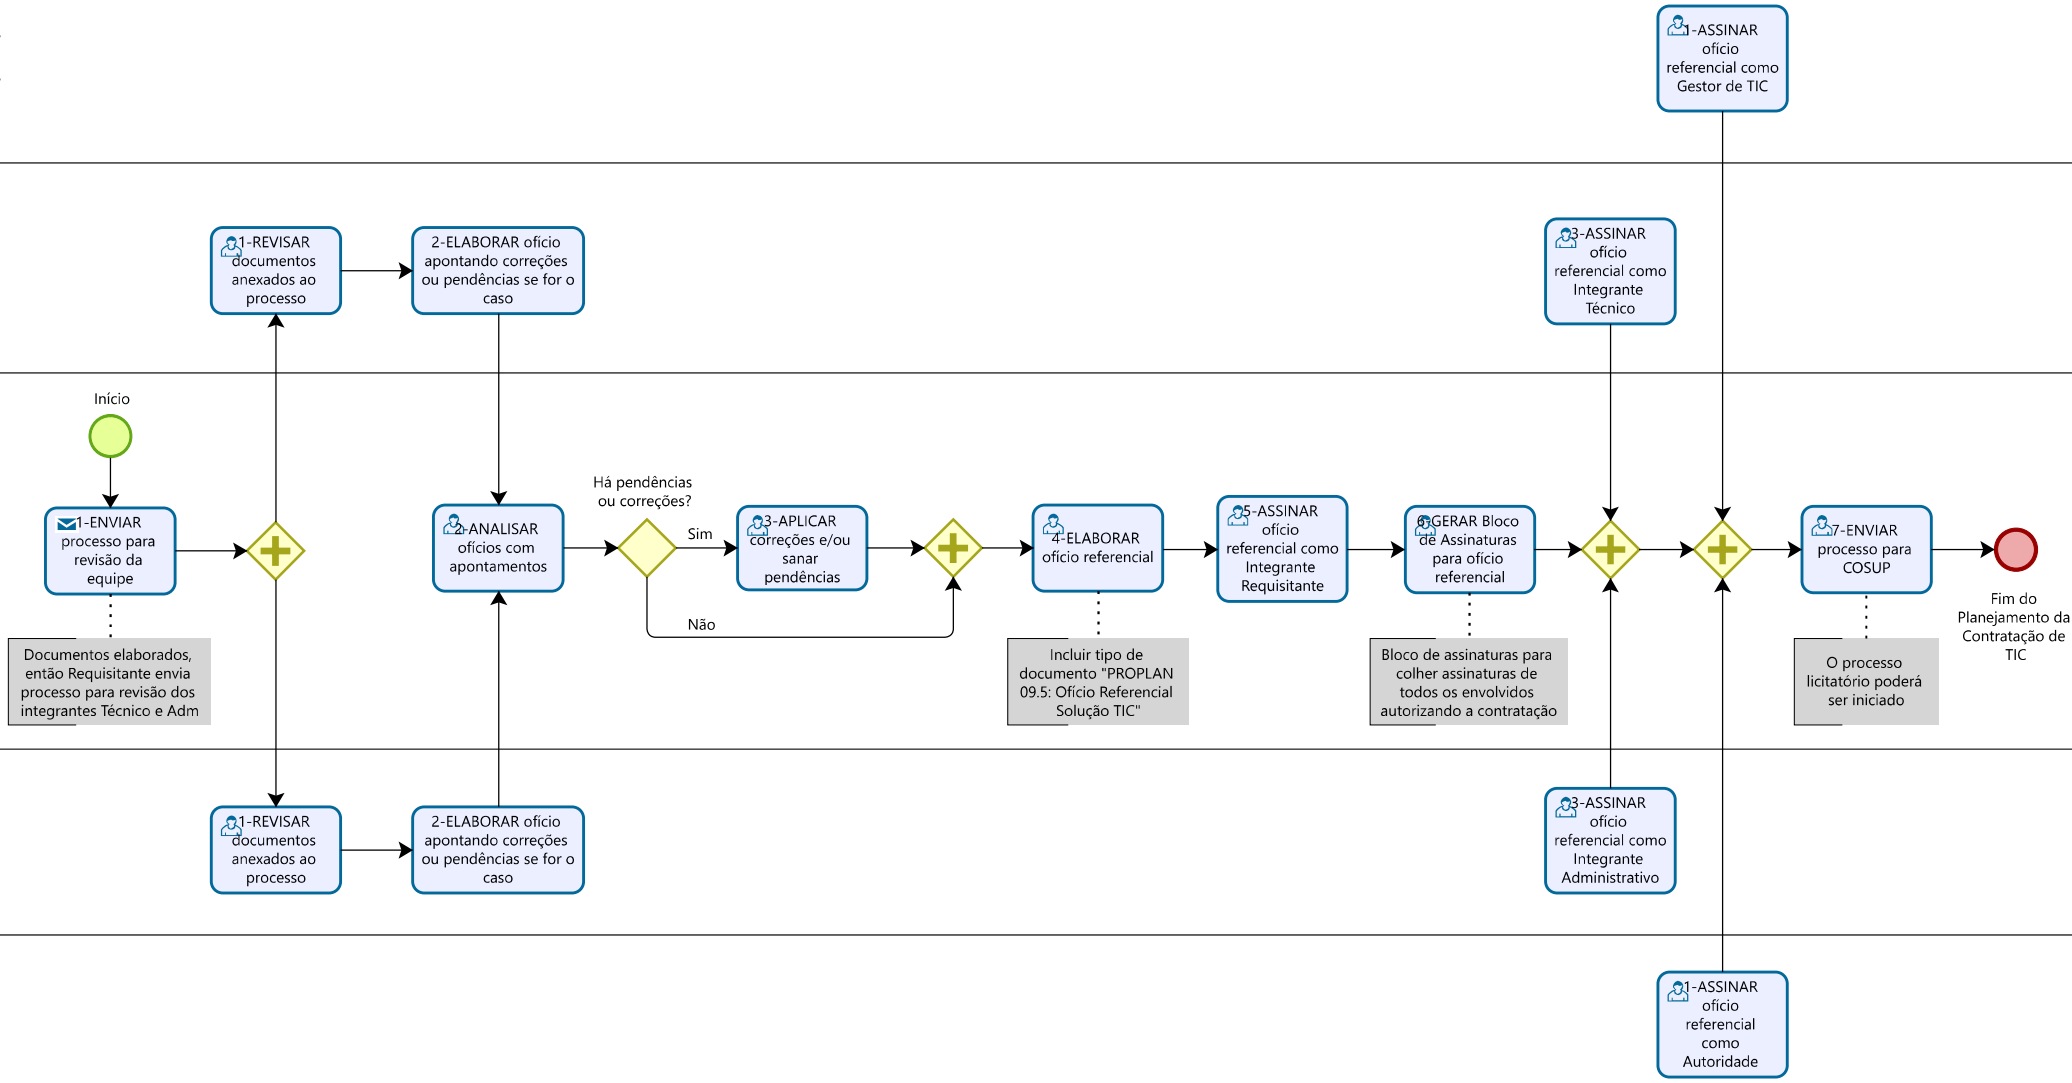 1-ASSINAR
ofício
referencial como
Gestor de TIC
1-REVISAR
documentos
anexados ao
processo
2-ELABORAR ofício
apontando correções
ou pendências se for o
caso
3-ASSINAR
ofício
referencial como
Integrante
Técnico
Início
1-ENVIAR
processo para
revisão da
equipe
Documentos elaborados,
então Requisitante envia
processo para revisão dos
integrantes Técnico e Adm
2-ANALISAR
ofícios com
apontamentos
Há pendências
ou correções?
Sim
Não
3-APLICAR
correções e/ou
sanar
pendências
4-ELABORAR
ofício referencial
Incluir tipo de
documento "PROPLAN
09.5: Ofício Referencial
Solução TIC"
5-ASSINAR
ofício
referencial como
Integrante
Requisitante
6-GERAR Bloco
de Assinaturas
para ofício
referencial
Bloco de assinaturas para
colher assinaturas de
todos os envolvidos
autorizando a contratação
7-ENVIAR
processo para
COSUP
O processo
licitatório poderá
ser iniciado
Fim do
Planejamento da
Contratação de
TIC
1-REVISAR
documentos
anexados ao
processo
2-ELABORAR ofício
apontando correções
ou pendências se for o
caso
3-ASSINAR
ofício
referencial como
Integrante
Administrativo
1-ASSINAR
ofício
referencial
como
Autoridade